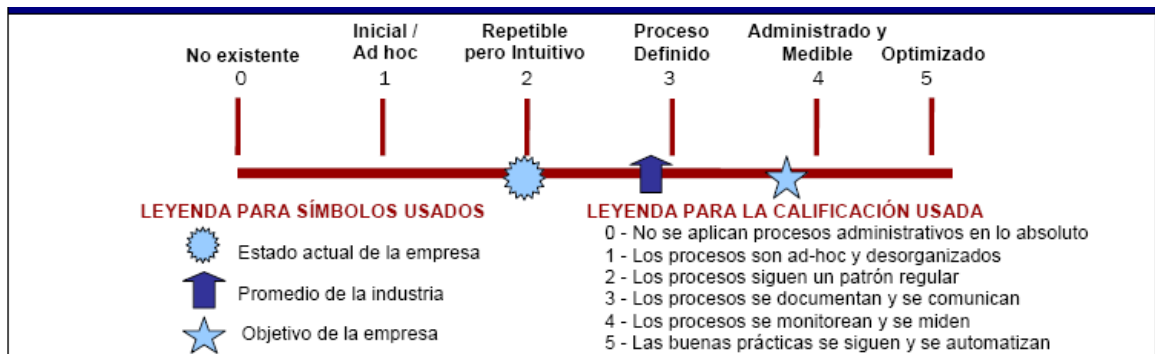 No existente
0
Inicial /
Ad hoc
1
Repetible
pero Intuitivo
2
Proceso
Definido
3
Administrado y
Medible
4
Optimizado
5
LEYENDA PARA SÍMBOLOS USADOS
Estado actual de la empresa
Promedio de la industria
Objetivo de la empresa
LEYENDA PARA LA CALIFICACIÓN USADA
0 - No se aplican procesos administrativos en lo absoluto
1 - Los procesos son ad-hoc y desorganizados
2 - Los procesos siguen un patrón regular
3 - Los procesos se documentan y se comunican
4 - Los procesos se monitorean y se miden
5 - Las buenas prácticas se siguen y se automatizan